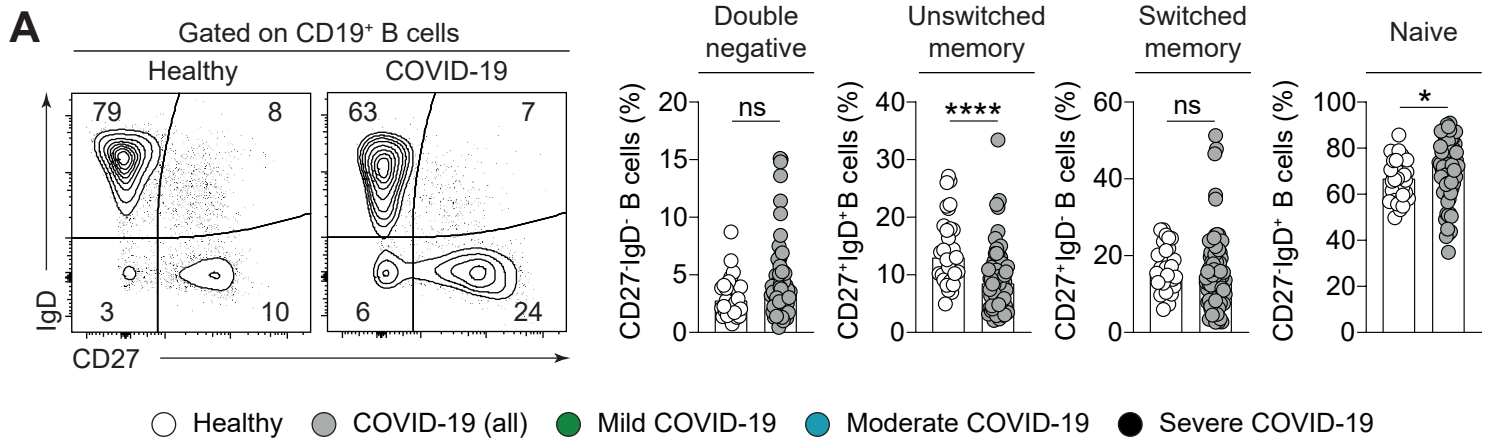 A
Gated on CD19⁺ B cells
Healthy
COVID-19
79
8
3
10
63
7
6
24
IgD
CD27
Double
negative
CD27⁻IgD⁻ B cells (%)
20
15
10
5
0
ns
Unswitched
memory
CD27⁺IgD⁺B cells (%)
40
30
20
10
0
****
Switched
memory
CD27⁺IgD⁻ B cells (%)
60
40
20
0
ns
Naive
CD27⁻IgD⁺ B cells (%)
100
80
60
40
20
0
*
Healthy
COVID-19 (all)
Mild COVID-19
Moderate COVID-19
Severe COVID-19